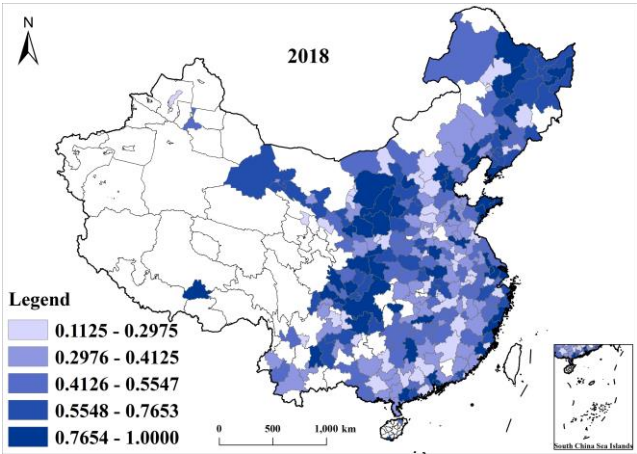 N
2018
Legend
0.1125 - 0.2975
0.2976 - 0.4125
0.4126 - 0.5547
0.5548 - 0.7653
0.7654 - 1.0000
0 500 1,000 km
South China Sea Islands